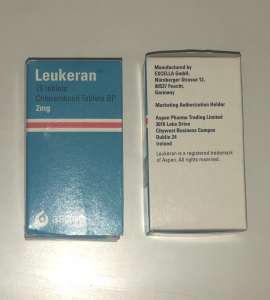 Leukeran™
25 tablets
Chlorambucil Tablets BP
2mg
aspen
Manufactured by
EXCELLA GmbH,
Nürnberger Strasse 12,
90537 Feucht,
Germany
Marketing Authorisation Holder
Aspen Pharma Trading Limited
3016 Lake Drive
Citywest Business Campus
Dublin 24
Ireland
Leukeran is a registered trademark
of Aspen. All rights reserved.